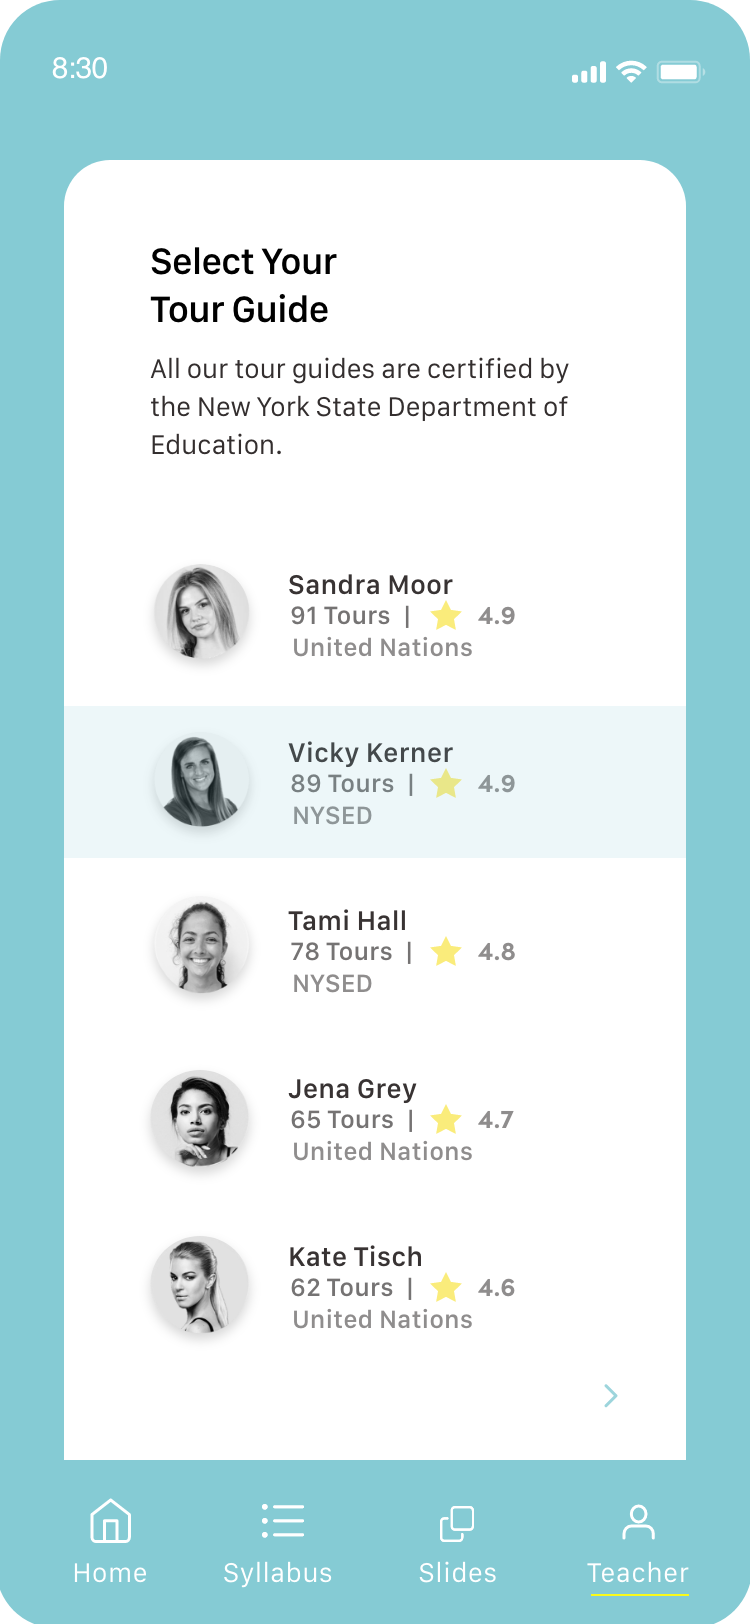 8:30
Select Your
Tour Guide
All our tour guides are certified by
the New York State Department of
Education.
Sandra Moor
91 Tours | 4.9
United Nations
Vicky Kerner
89 Tours | 4.9
NYSED
Tami Hall
78 Tours | 4.8
NYSED
Jena Grey
65 Tours | 4.7
United Nations
Kate Tisch
62 Tours | 4.6
United Nations
Home Syllabus Slides Teacher